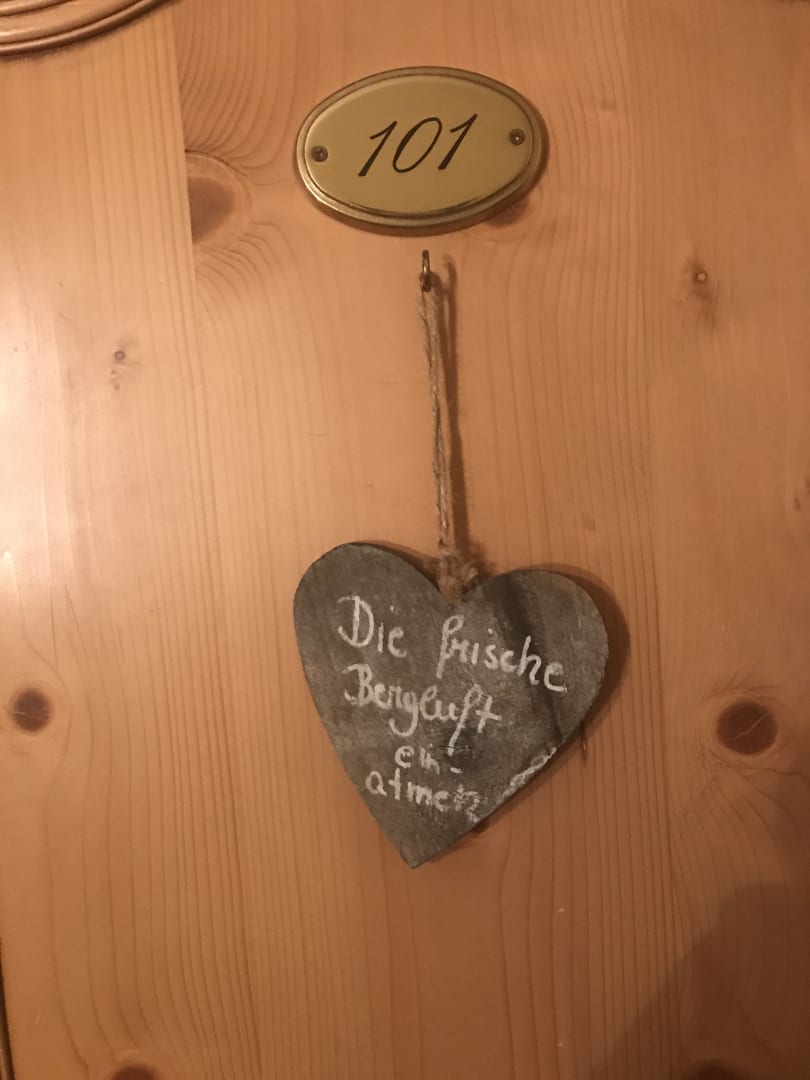 101
Die frische
Bergluft
ein-
atmen